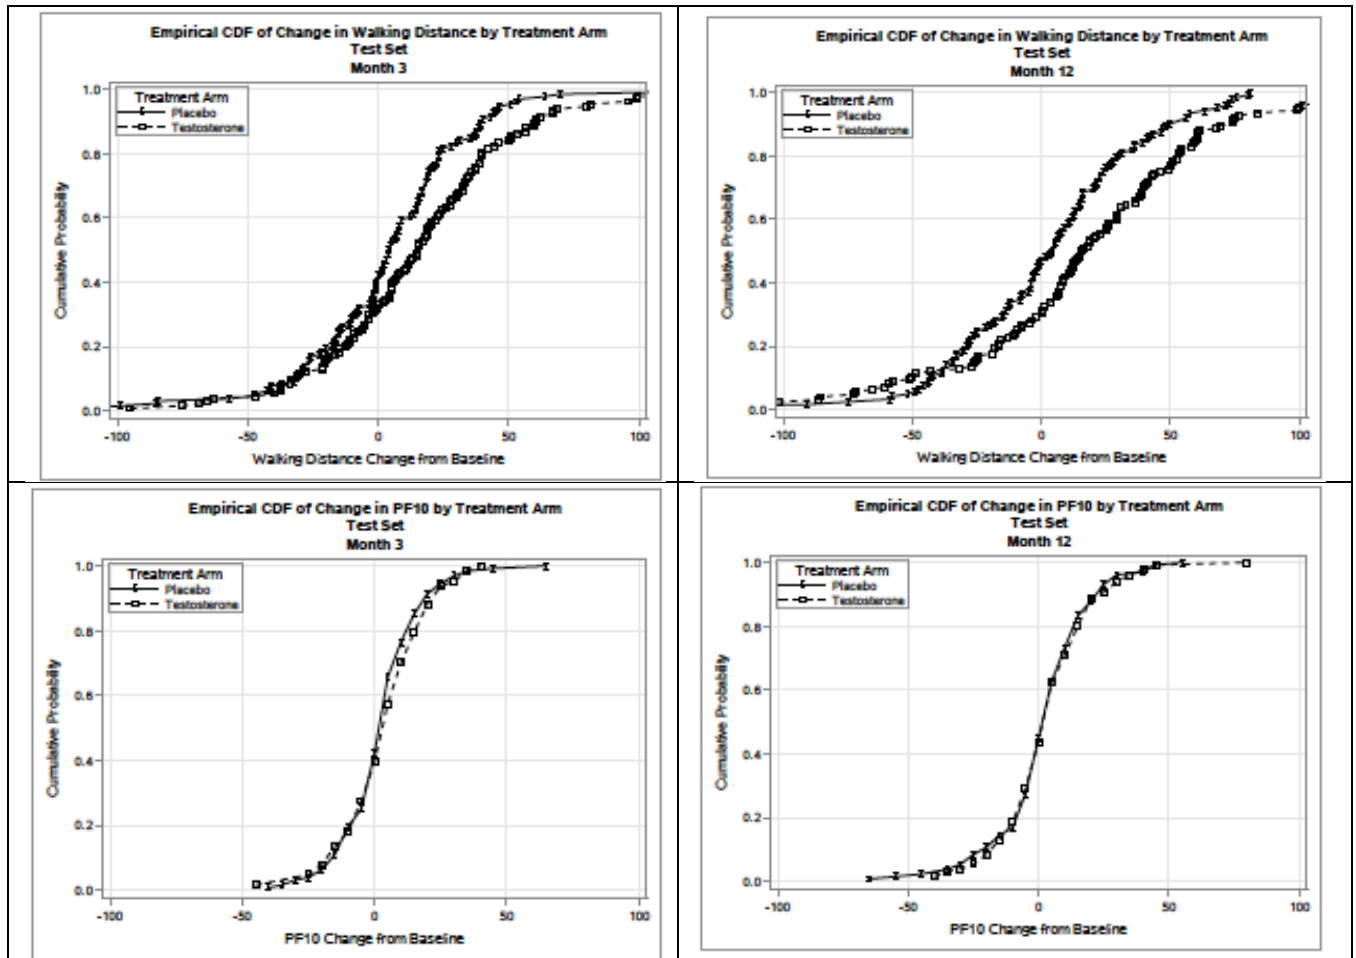 Empirical CDF of Change in Walking Distance by Treatment Arm
Test Set
Month 3
Treatment Arm
Placebo
Testosterone
Cumulative Probability
1.0
0.8
0.6
0.4
0.2
0.0
-100 -50 0 50 100
Walking Distance Change from Baseline
Empirical CDF of Change in Walking Distance by Treatment Arm
Test Set
Month 12
Treatment Arm
Placebo
Testosterone
Cumulative Probability
1.0
0.8
0.6
0.4
0.2
0.0
-100 -50 0 50 100
Walking Distance Change from Baseline
Empirical CDF of Change in PF10 by Treatment Arm
Test Set
Month 3
Treatment Arm
Placebo
Testosterone
Cumulative Probability
1.0
0.8
0.6
0.4
0.2
0.0
-100 -50 0 50 100
PF10 Change from Baseline
Empirical CDF of Change in PF10 by Treatment Arm
Test Set
Month 12
Treatment Arm
Placebo
Testosterone
Cumulative Probability
1.0
0.8
0.6
0.4
0.2
0.0
-100 -50 0 50 100
PF10 Change from Baseline